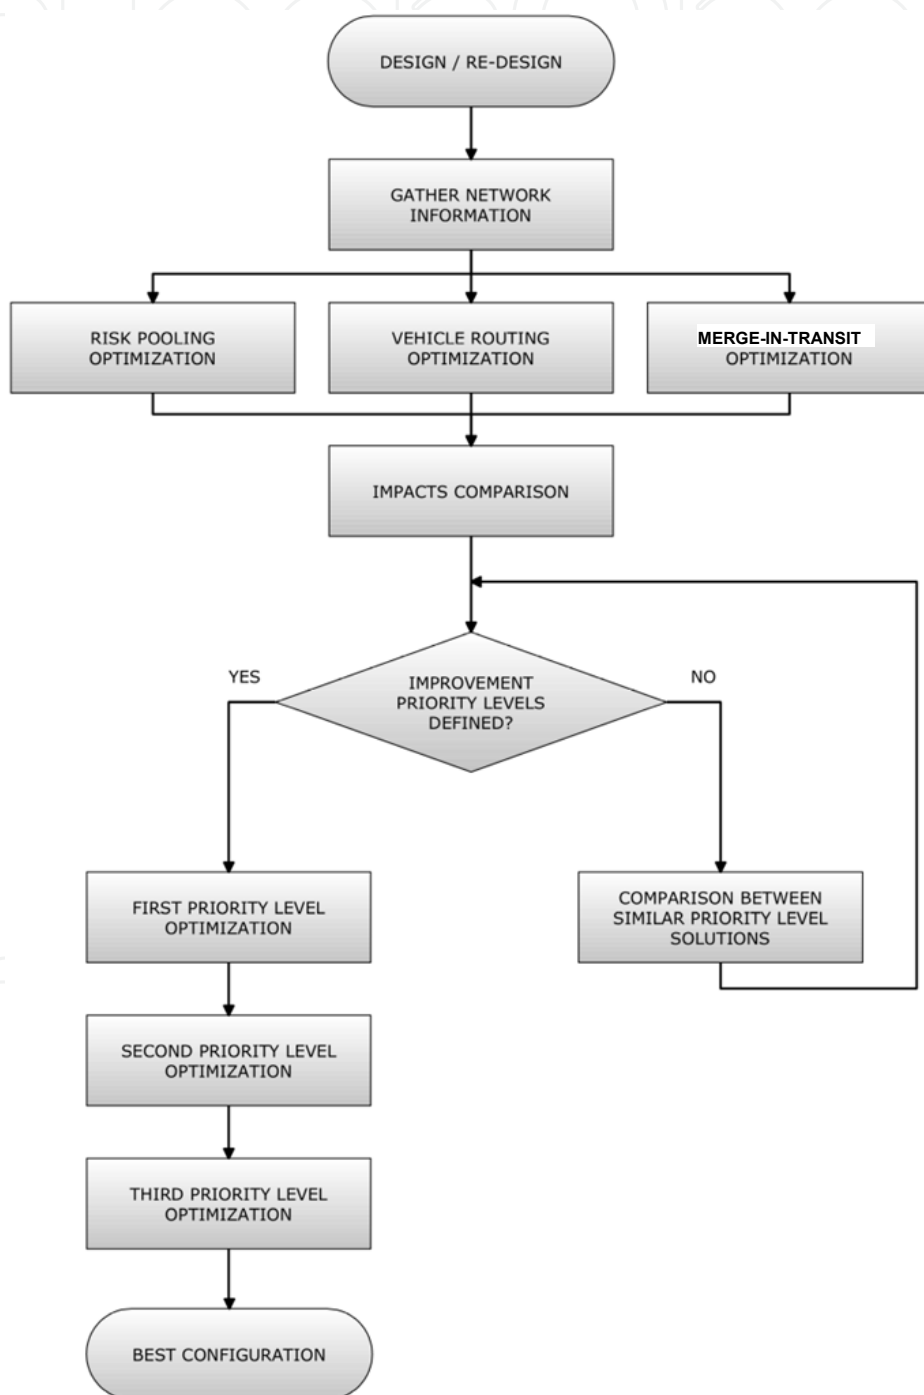 DESIGN / RE-DESIGN
GATHER NETWORK
INFORMATION
RISK POOLING
OPTIMIZATION
VEHICLE ROUTING
OPTIMIZATION
MERGE-IN-TRANSIT
OPTIMIZATION
IMPACTS COMPARISON
YES
IMPROVEMENT
PRIORITY LEVELS
DEFINED?
NO
FIRST PRIORITY LEVEL
OPTIMIZATION
COMPARISON BETWEEN
SIMILAR PRIORITY LEVEL
SOLUTIONS
SECOND PRIORITY LEVEL
OPTIMIZATION
THIRD PRIORITY LEVEL
OPTIMIZATION
BEST CONFIGURATION